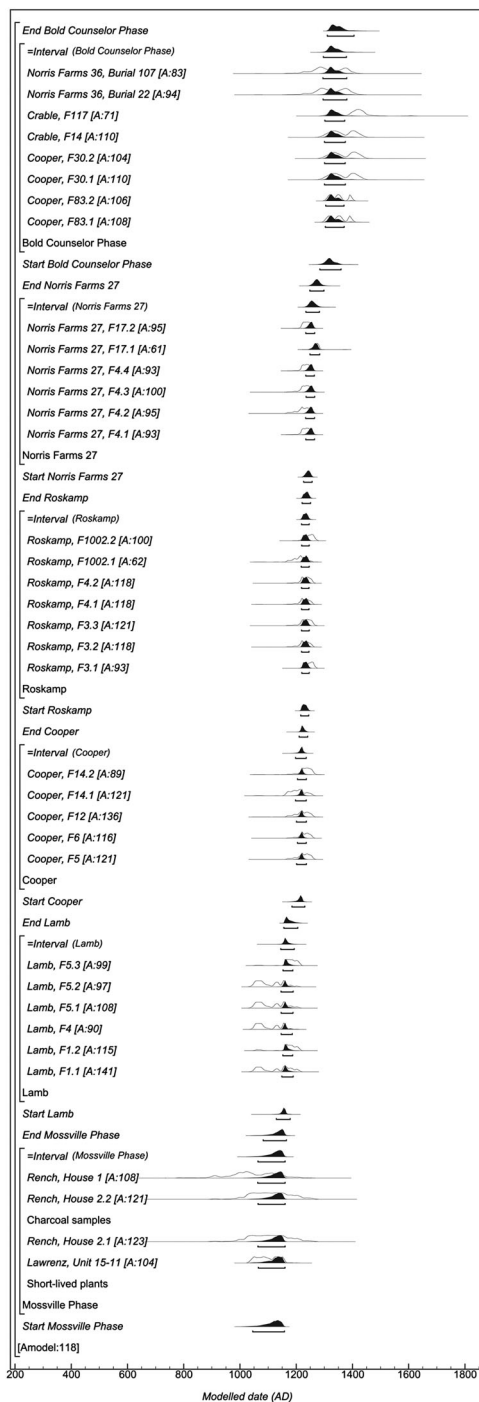 End Bold Counselor Phase
=Interval (Bold Counselor Phase)
Norris Farms 36, Burial 107 [A:83]
Norris Farms 36, Burial 22 [A:94]
Crable, F117 [A:71]
Crable, F14 [A:110]
Cooper, F30.2 [A:104]
Cooper, F30.1 [A:110]
Cooper, F83.2 [A:106]
Cooper, F83.1 [A:108]
Bold Counselor Phase
Start Bold Counselor Phase
End Norris Farms 27
=Interval (Norris Farms 27)
Norris Farms 27, F17.2 [A:95]
Norris Farms 27, F17.1 [A:61]
Norris Farms 27, F4.4 [A:93]
Norris Farms 27, F4.3 [A:100]
Norris Farms 27, F4.2 [A:95]
Norris Farms 27, F4.1 [A:93]
Norris Farms 27
Start Norris Farms 27
End Roskamp
=Interval (Roskamp)
Roskamp, F1002.2 [A:100]
Roskamp, F1002.1 [A:62]
Roskamp, F4.2 [A:118]
Roskamp, F4.1 [A:118]
Roskamp, F3.3 [A:121]
Roskamp, F3.2 [A:118]
Roskamp, F3.1 [A:93]
Roskamp
Start Roskamp
End Cooper
=Interval (Cooper)
Cooper, F14.2 [A:89]
Cooper, F14.1 [A:121]
Cooper, F12 [A:136]
Cooper, F6 [A:116]
Cooper, F5 [A:121]
Cooper
Start Cooper
End Lamb
=Interval (Lamb)
Lamb, F5.3 [A:99]
Lamb, F5.2 [A:97]
Lamb, F5.1 [A:108]
Lamb, F4 [A:90]
Lamb, F1.2 [A:115]
Lamb, F1.1 [A:141]
Lamb
Start Lamb
End Mossville Phase
=Interval (Mossville Phase)
Rench, House 1 [A:108]
Rench, House 2.2 [A:121]
Charcoal samples
Rench, House 2.1 [A:123]
Lawrenz, Unit 15-11 [A:104]
Short-lived plants
Mossville Phase
Start Mossville Phase
[Amodel:118]
200 400 600 800 1000 1200 1400 1600 1800
Modelled date (AD)